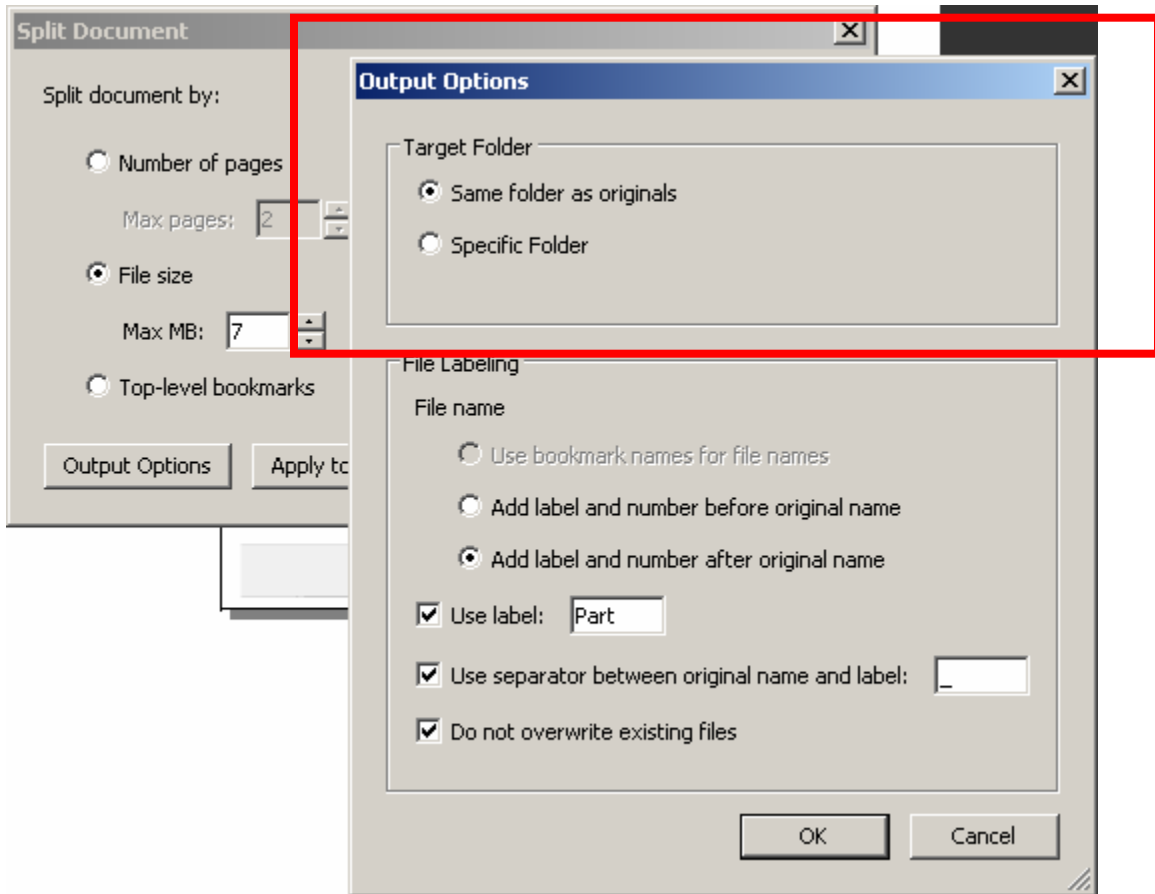 Split Document
Split document by:
Number of pages
Max pages: 2
File size
Max MB: 7
Top-level bookmarks
Output Options
Apply to
Output Options
Target Folder
Same folder as originals
Specific Folder
File Labeling
File name
Use bookmark names for file names
Add label and number before original name
Add label and number after original name
Use label: Part
Use separator between original name and label: _
Do not overwrite existing files
OK Cancel